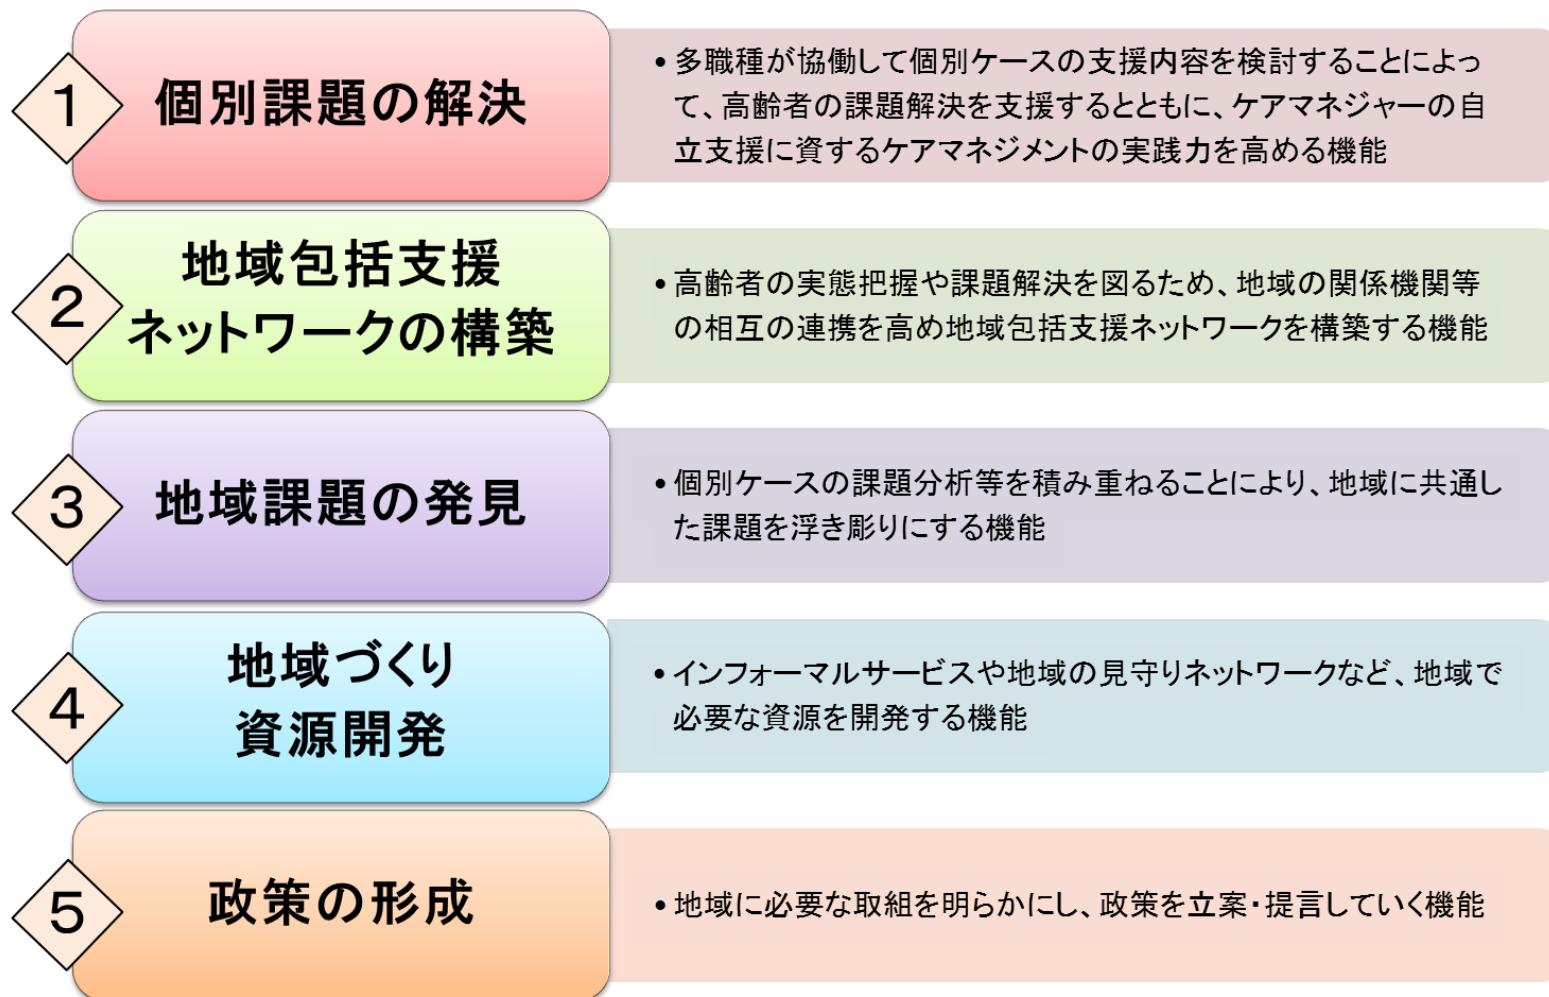 1
個別課題の解決
•多職種が協働して個別ケースの支援内容を検討することによっ
て、高齢者の課題解決を支援するとともに、ケアマネジャーの自
立支援に資するケアマネジメントの実践力を高める機能
2
地域包括支援
ネットワークの構築
•高齢者の実態把握や課題解決を図るため、地域の関係機関等
の相互の連携を高め地域包括支援ネットワークを構築する機能
3
地域課題の発見
•個別ケースの課題分析等を積み重ねることにより、地域に共通し
た課題を浮き彫りにする機能
4
地域づくり
資源開発
•インフォーマルサービスや地域の見守りネットワークなど、地域で
必要な資源を開発する機能
5
政策の形成
•地域に必要な取組を明らかにし、政策を立案・提言していく機能